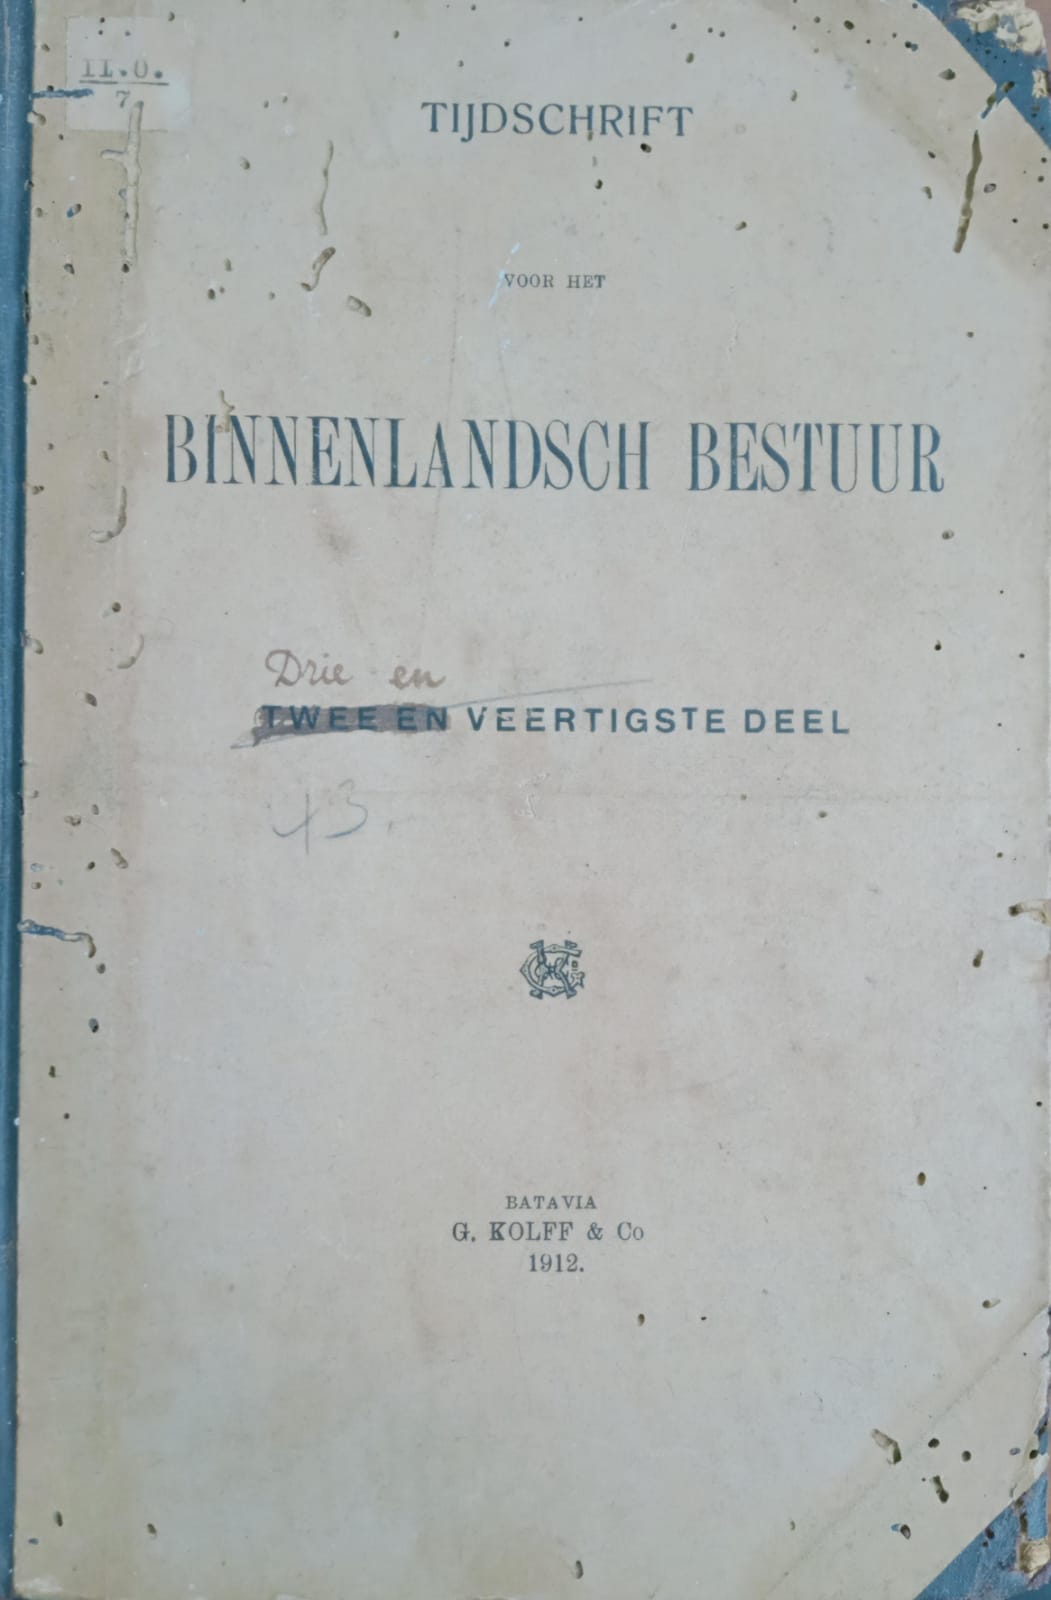 II.0.
7
TIJDSCHRIFT
VOOR HET
BINNENLANDSCH BESTUUR
Drie en
TWEE EN VEERTIGSTE DEEL
43.
BATAVIA
G. KOLFF & Co
1912.